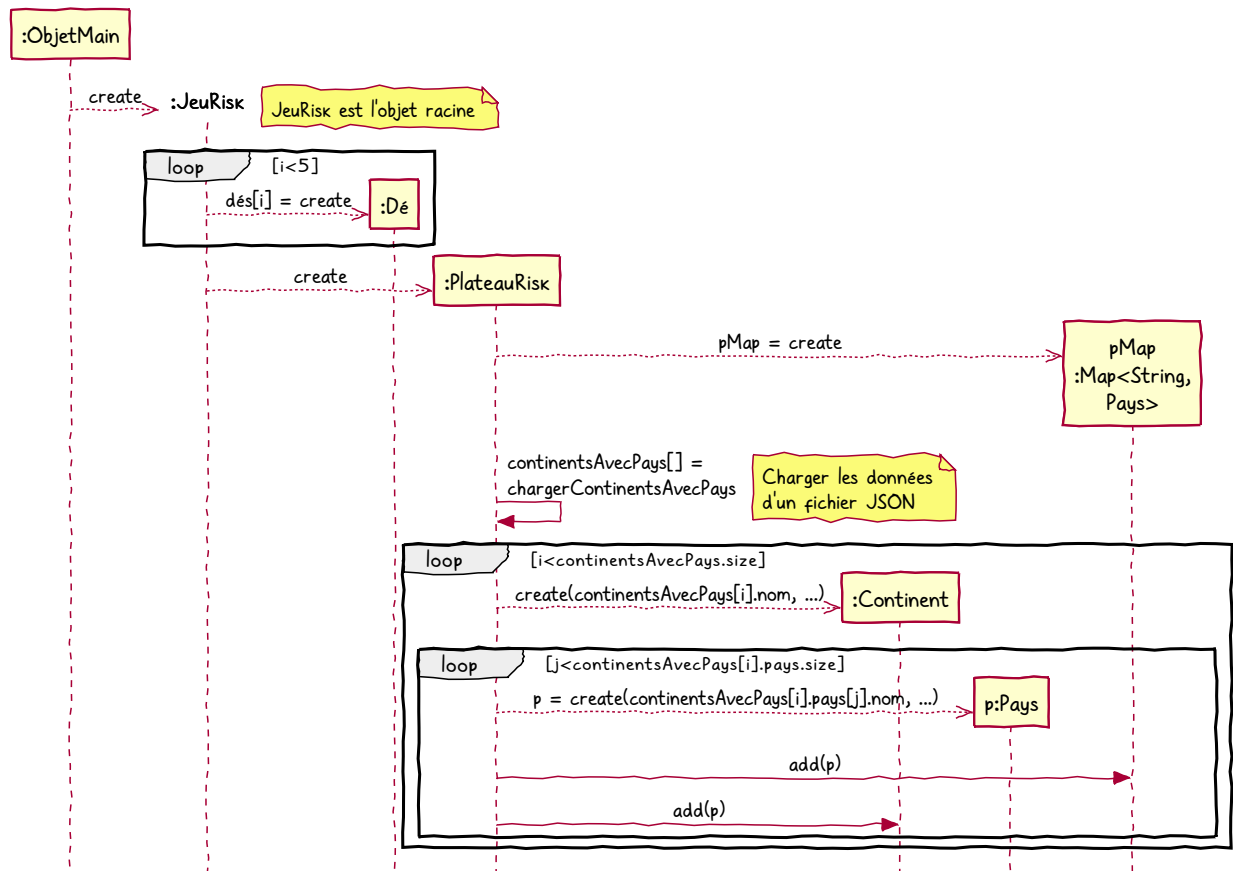 :ObjetMain
create
:JeuRisk
JeuRisk est l'objet racine
loop
[i<5]
dés[i] = create
:Dé
create
:PlateauRisk
pMap = create
pMap
:Map<String,
Pays>
continentsAvecPays[] =
chargerContinentsAvecPays
Charger les données
d'un fichier JSON
loop
[i<continentsAvecPays.size]
create(continentsAvecPays[i].nom, ...)
:Continent
loop
[j<continentsAvecPays[i].pays.size]
p = create(continentsAvecPays[i].pays[j].nom, ...)
p:Pays
add(p)
add(p)